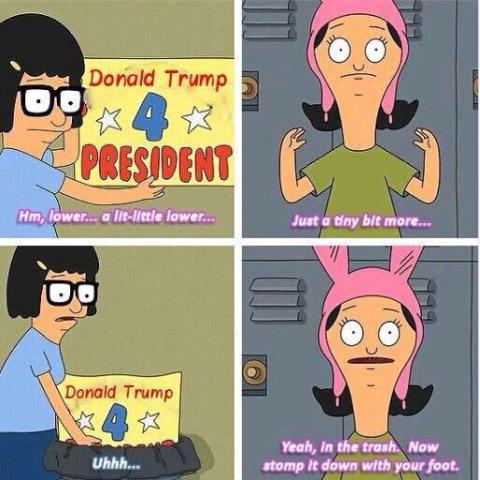 Donald Trump
4
PRESIDENT
Hm, lower... a lit-little lower...
Just a tiny bit more...
Donald Trump
4
Uhhh...
Yeah, in the trash. Now
stomp it down with your foot.